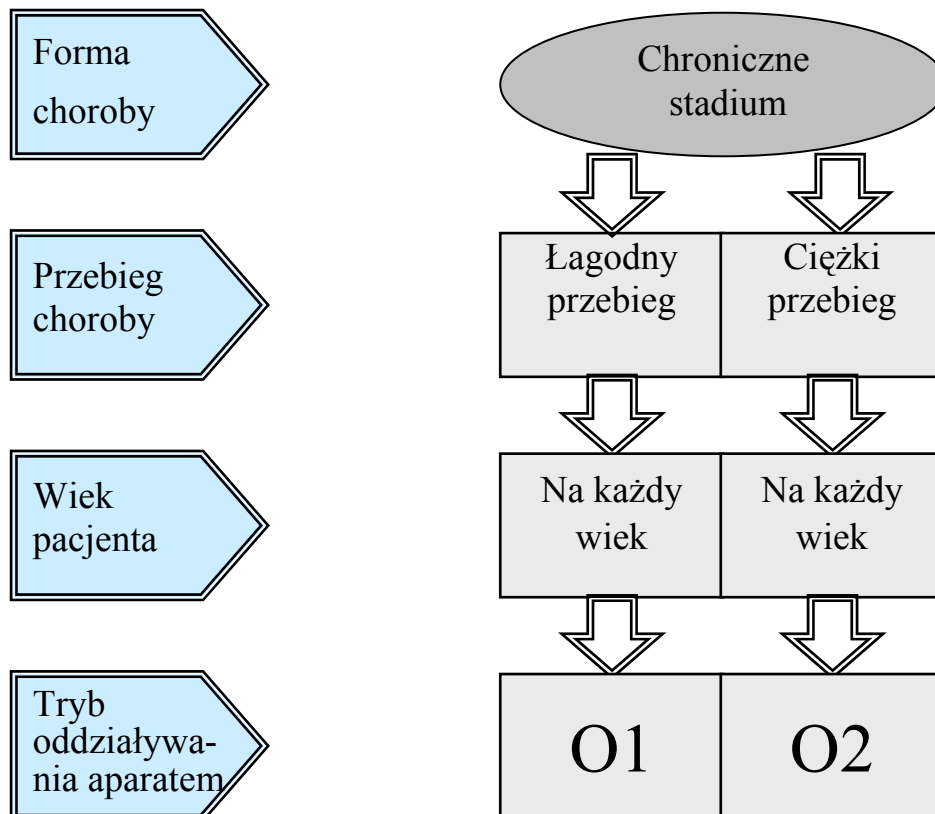 Forma
choroby
Chroniczne
stadium
Przebieg
choroby
Łagodny
przebieg
Ciężki
przebieg
Wiek
pacjenta
Na każdy
wiek
Na każdy
wiek
Tryb
oddziaływa-
nia aparatem
O1
O2